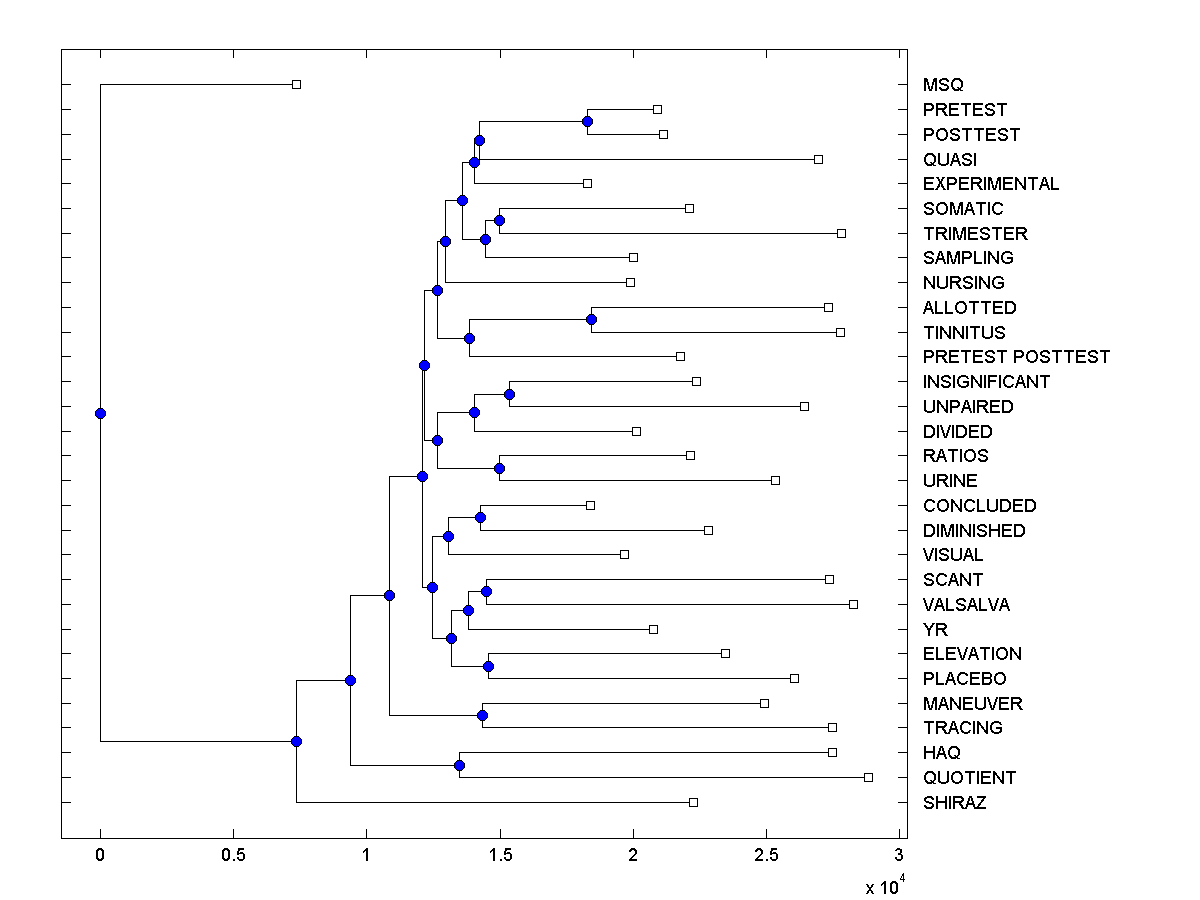 MSQ
PRETEST
POSTTEST
QUASI
EXPERIMENTAL
SOMATIC
TRIMESTER
SAMPLING
NURSING
ALLOTTED
TINNITUS
PRETEST POSTTEST
INSIGNIFICANT
UNPAIRED
DIVIDED
RATIOS
URINE
CONCLUDED
DIMINISHED
VISUAL
SCANT
VALSALVA
YR
ELEVATION
PLACEBO
MANEUVER
TRACING
HAQ
QUOTIENT
SHIRAZ
0 0.5 1 1.5 2 2.5 3
x 10^4